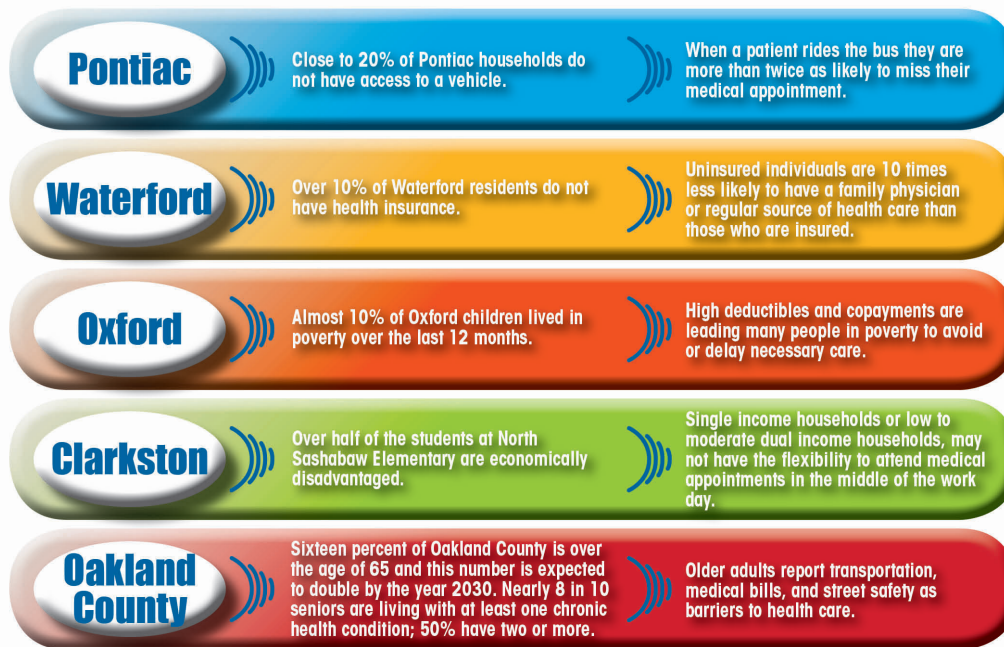 Pontiac
Close to 20% of Pontiac households do
not have access to a vehicle.
When a patient rides the bus they are
more than twice as likely to miss their
medical appointment.
Waterford
Over 10% of Waterford residents do not
have health insurance.
Uninsured individuals are 10 times
less likely to have a family physician
or regular source of health care than
those who are insured.
Oxford
Almost 10% of Oxford children lived in
poverty over the last 12 months.
High deductibles and copayments are
leading many people in poverty to avoid
or delay necessary care.
Clarkston
Over half of the students at North
Sashabaw Elementary are economically
disadvantaged.
Single income households or low to
moderate dual income households, may
not have the flexibility to attend medical
appointments in the middle of the work
day.
Oakland
County
Sixteen percent of Oakland County is over
the age of 65 and this number is expected
to double by the year 2030. Nearly 8 in 10
seniors are living with at least one chronic
health condition; 50% have two or more.
Older adults report transportation,
medical bills, and street safety as
barriers to health care.